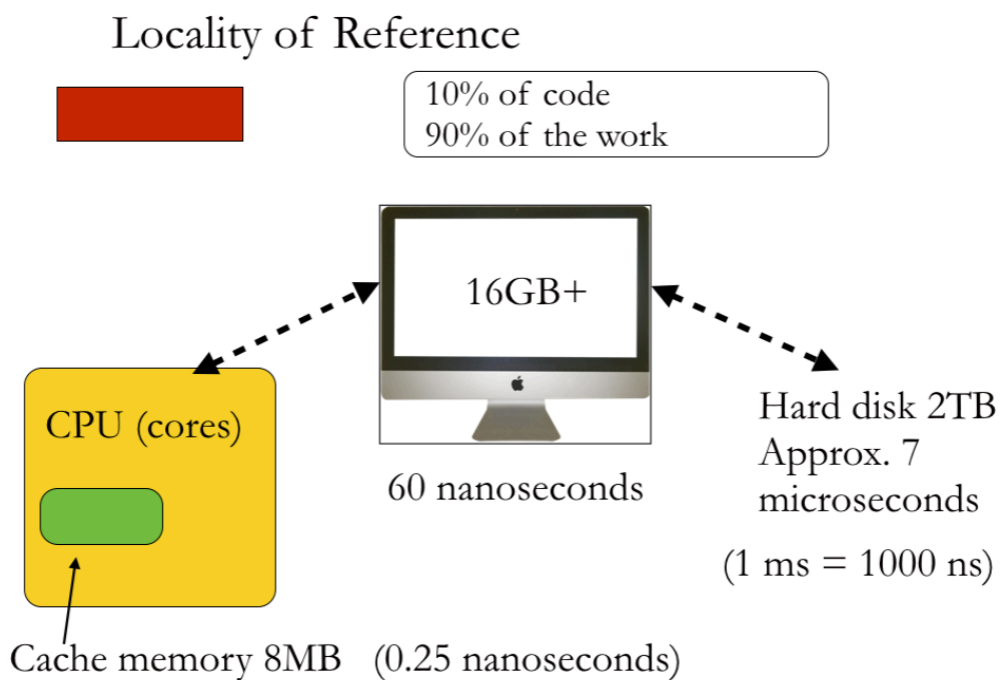 Locality of Reference
10% of code
90% of the work
16GB+
CPU (cores)
60 nanoseconds
Hard disk 2TB
Approx. 7
microseconds
(1 ms = 1000 ns)
Cache memory 8MB (0.25 nanoseconds)